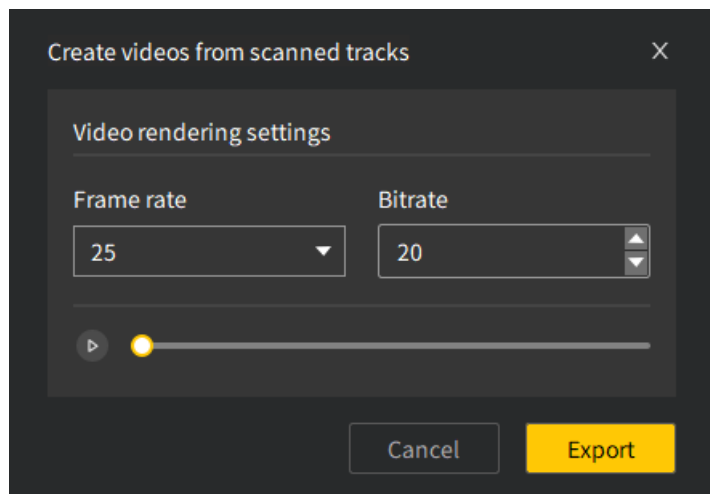 Create videos from scanned tracks
Video rendering settings
Frame rate
Bitrate
25
20
Cancel
Export